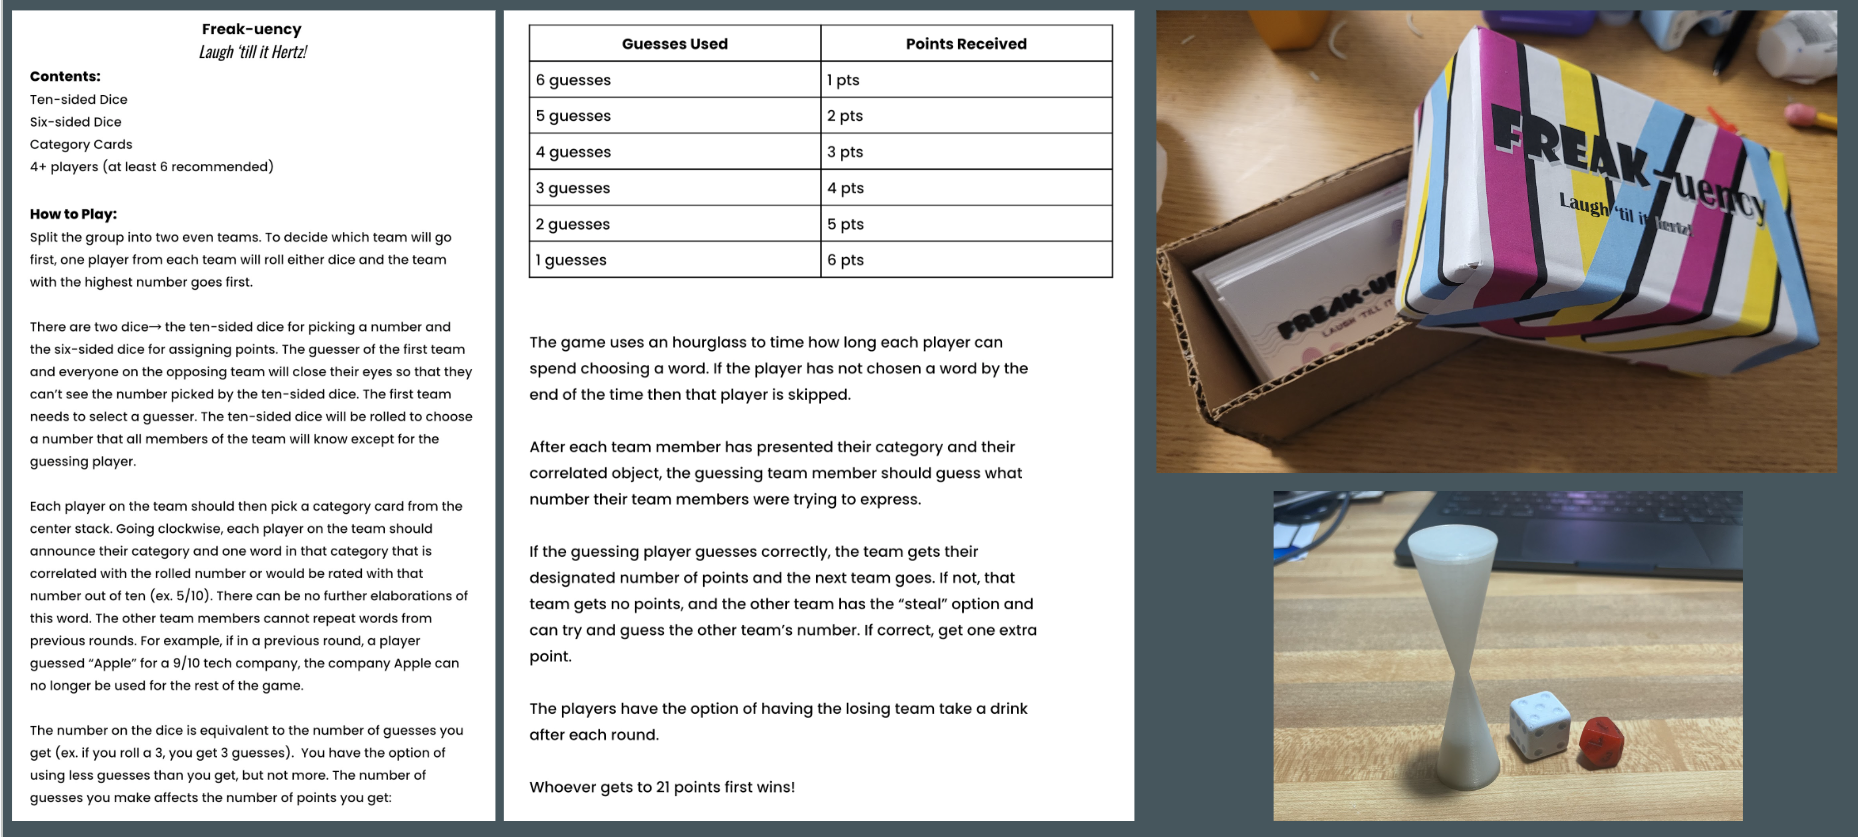 Freak-uency
Laugh ‘till it Hertz!
Contents:
Ten-sided Dice
Six-sided Dice
Category Cards
4+ players (at least 6 recommended)
How to Play:
Split the group into two even teams. To decide which team will go
first, one player from each team will roll either dice and the team
with the highest number goes first.
There are two dice→ the ten-sided dice for picking a number and
the six-sided dice for assigning points. The guesser of the first team
and everyone on the opposing team will close their eyes so that they
can’t see the number picked by the ten-sided dice. The first team
needs to select a guesser. The ten-sided dice will be rolled to choose
a number that all members of the team will know except for the
guessing player.
Each player on the team should then pick a category card from the
center stack. Going clockwise, each player on the team should
announce their category and one word in that category that is
correlated with the rolled number or would be rated with that
number out of ten (ex. 5/10). There can be no further elaborations of
this word. The other team members cannot repeat words from
previous rounds. For example, if in a previous round, a player
guessed “Apple” for a 9/10 tech company, the company Apple can
no longer be used for the rest of the game.
The number on the dice is equivalent to the number of guesses you
get (ex. if you roll a 3, you get 3 guesses). You have the option of
using less guesses than you get, but not more. The number of
guesses you make affects the number of points you get:
Guesses Used Points Received
6 guesses 1 pts
5 guesses 2 pts
4 guesses 3 pts
3 guesses 4 pts
2 guesses 5 pts
1 guesses 6 pts
The game uses an hourglass to time how long each player can
spend choosing a word. If the player has not chosen a word by the
end of the time then that player is skipped.
After each team member has presented their category and their
correlated object, the guessing team member should guess what
number their team members were trying to express.
If the guessing player guesses correctly, the team gets their
designated number of points and the next team goes. If not, that
team gets no points, and the other team has the “steal” option and
can try and guess the other team’s number. If correct, get one extra
point.
The players have the option of having the losing team take a drink
after each round.
Whoever gets to 21 points first wins!
FREAK-uency
Laugh ‘til it hertz!
FREAK-UE
LAUGH ‘TILL IT